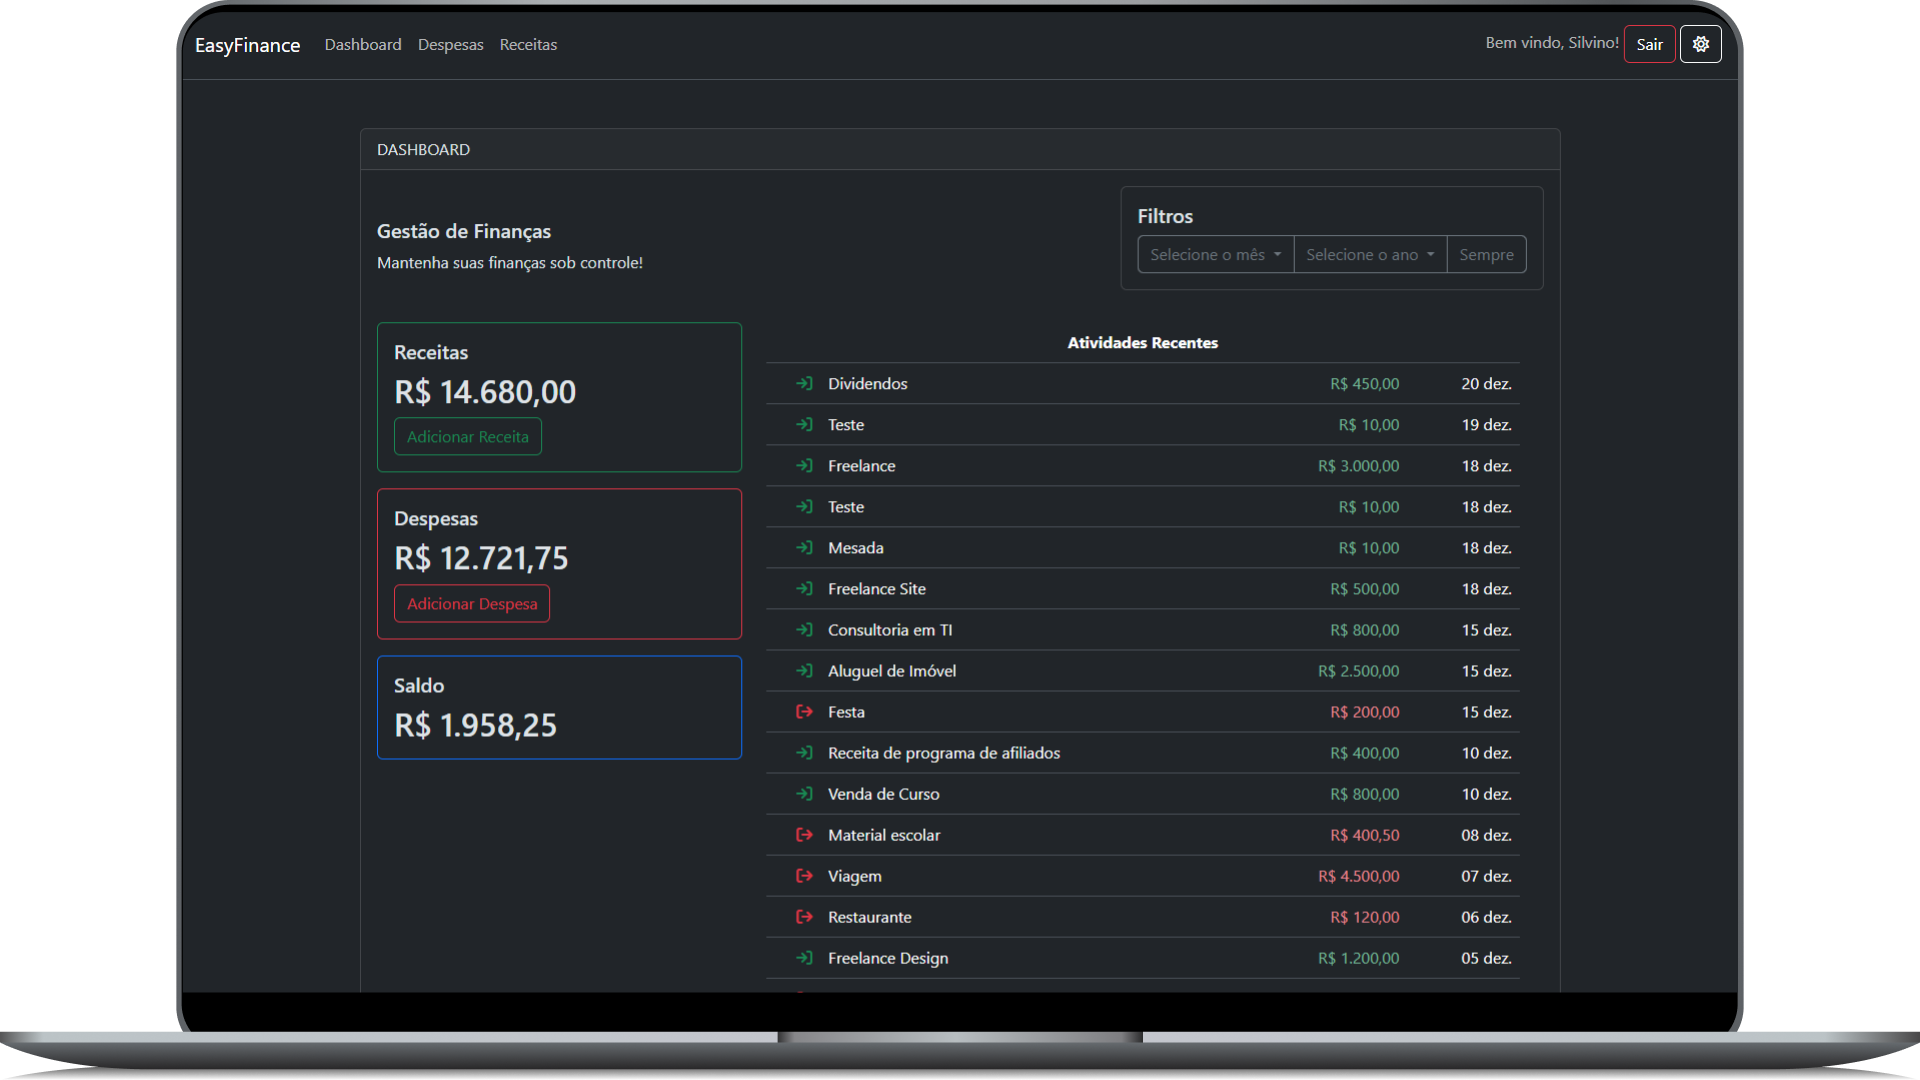 EasyFinance Dashboard Despesas Receitas Bem vindo, Silvino! Sair
DASHBOARD
Gestão de Finanças
Mantenha suas finanças sob controle!
Filtros
Selecione o mês Selecione o ano Sempre
Receitas
R$ 14.680,00
Adicionar Receita
Despesas
R$ 12.721,75
Adicionar Despesa
Saldo
R$ 1.958,25
Atividades Recentes
Dividendos R$ 450,00 20 dez.
Teste R$ 10,00 19 dez.
Freelance R$ 3.000,00 18 dez.
Teste R$ 10,00 18 dez.
Mesada R$ 10,00 18 dez.
Freelance Site R$ 500,00 18 dez.
Consultoria em TI R$ 800,00 15 dez.
Aluguel de Imóvel R$ 2.500,00 15 dez.
Festa R$ 200,00 15 dez.
Receita de programa de afiliados R$ 400,00 10 dez.
Venda de Curso R$ 800,00 10 dez.
Material escolar R$ 400,50 08 dez.
Viagem R$ 4.500,00 07 dez.
Restaurante R$ 120,00 06 dez.
Freelance Design R$ 1.200,00 05 dez.